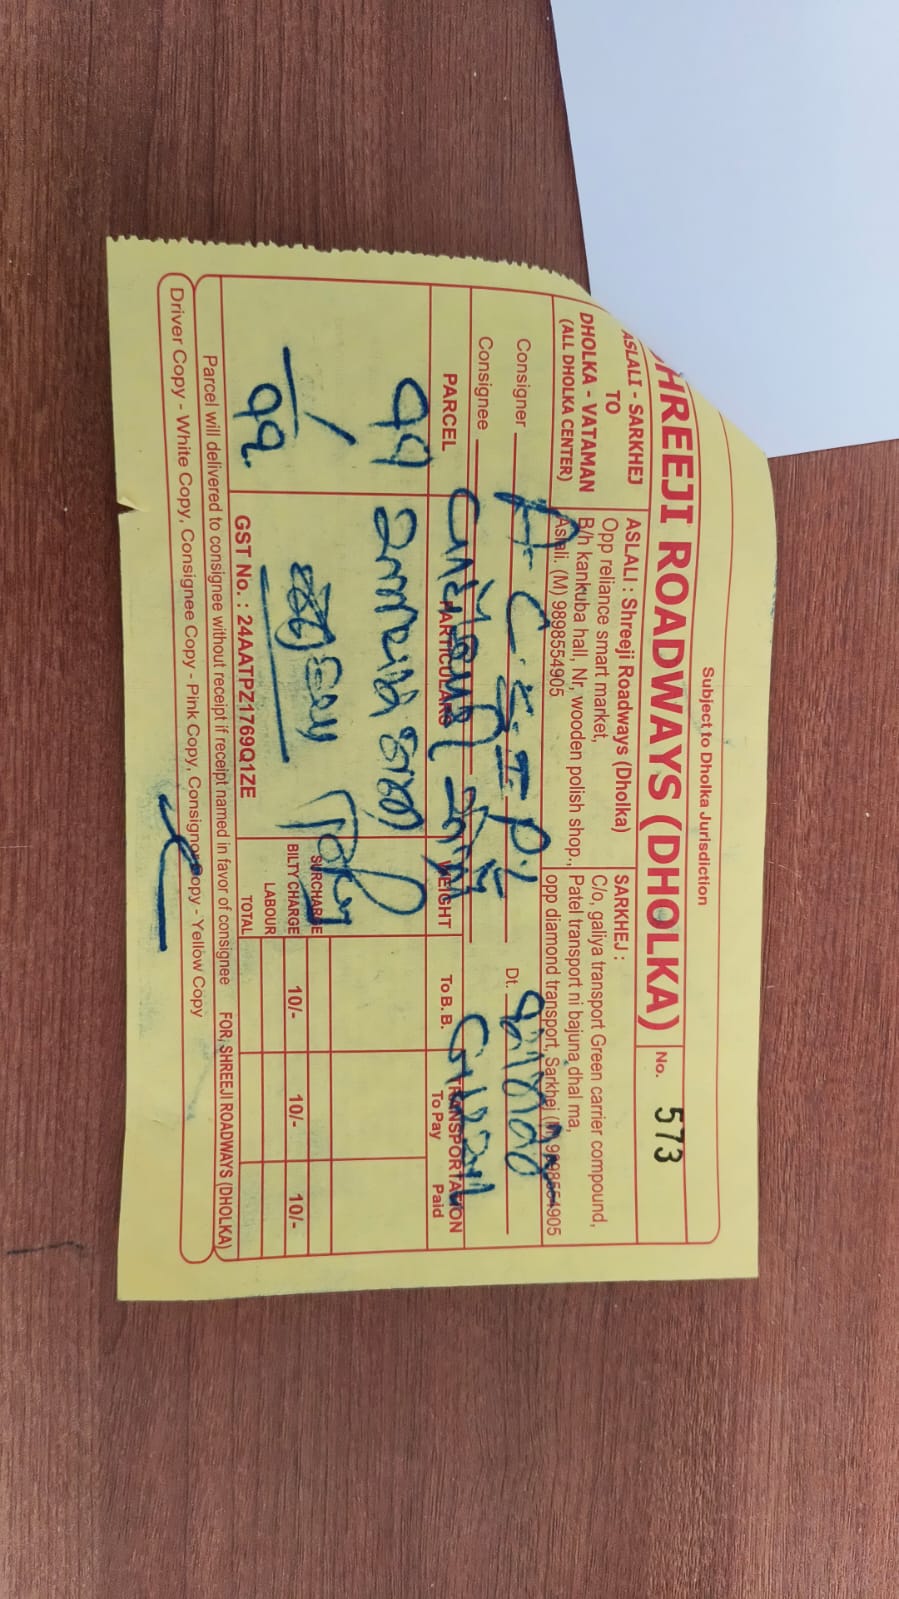 Subject to Dholka Jurisdiction
SHREEJI ROADWAYS (DHOLKA)
No. 573
ASLALI - SARKHEJ
TO
DHOLKA - VATAMAN
(ALL DHOLKA CENTER)
ASLALI : Shreeji Roadways (Dholka)
Opp reliance smart market,
B/h kankuba hall, Nr, wooden polish shop.,
Aslali. (M) 9898554905
SARKHEJ :
C/o, galiya transport Green carrier compound,
Patel transport ni bajuna dhal ma,
opp diamond transport, Sarkhej (M) 9898554905
Consigner
Dt.
Consignee
PARCEL
PARTICULARS
WEIGHT
TRANSPORTATION
To B. B.
To Pay
Paid
૧૧
SURCHARGE
BILTY CHARGE 10/- 10/- 10/-
LABOUR
TOTAL
GST No. : 24AATPZ1769Q1ZE
Parcel will delivered to consignee without receipt if receipt named in favor of consignee
FOR, SHREEJI ROADWAYS (DHOLKA)
Driver Copy - White Copy, Consignee Copy - Pink Copy, Consignor Copy - Yellow Copy